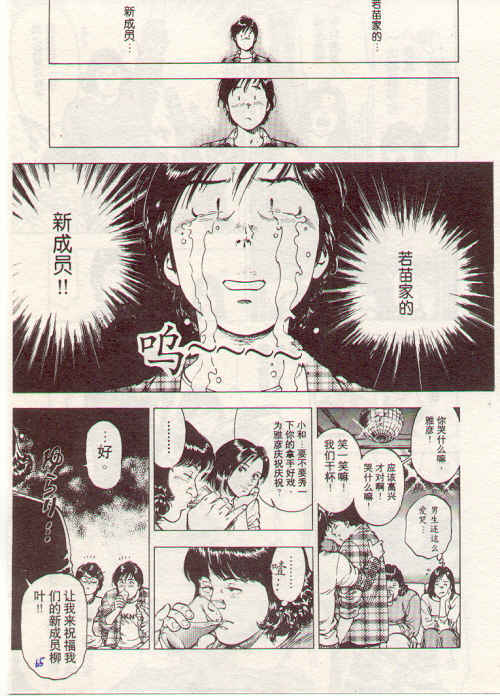 若苗家的…
新成员…
若苗家的
新成员!!
呜~~~~
你哭什么嘛,
雅彦!
应该高兴
才对啊!
哭什么嘛!
笑一笑嘛!
我们干杯!
男生还这么
爱哭…
小和…要不要秀一
下你的拿手好戏,
为雅彦庆祝庆祝?
………
………
…好。
让我来祝福我
们的新成员柳
叶!!
65